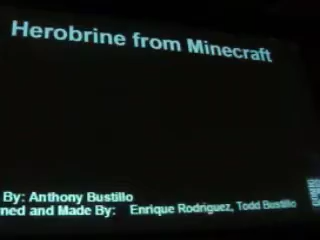 Herobrine from Minecraft
By: Anthony Bustillo
ned and Made By: Enrique Rodriguez, Todd Bustillo